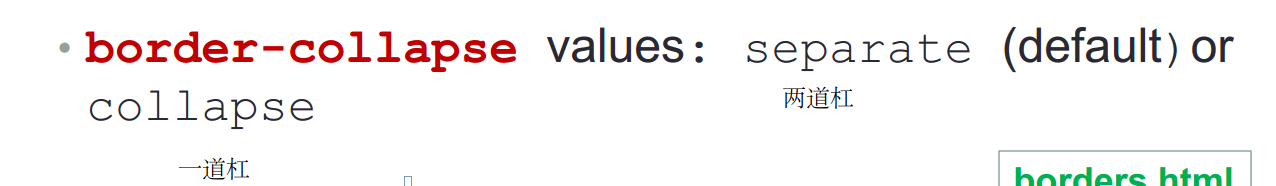 • border-collapse values: separate (default) or
两道杠
collapse
一道杠
borders.html